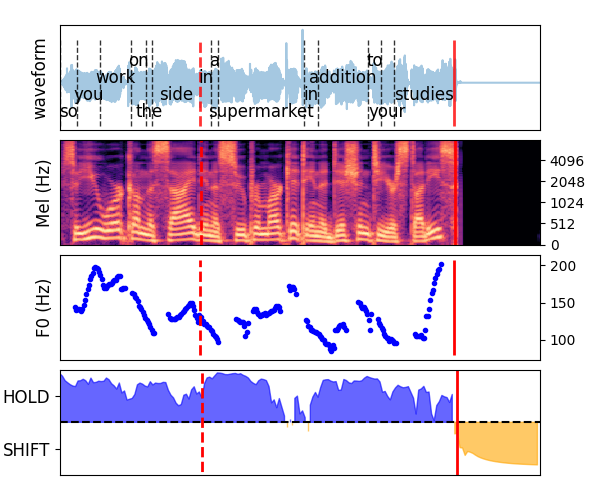 waveform
on a to
work in addition
you side in studies
so the supermarket your
Mel (Hz)
4096
2048
1024
512
0
F0 (Hz)
200
150
100
HOLD
SHIFT